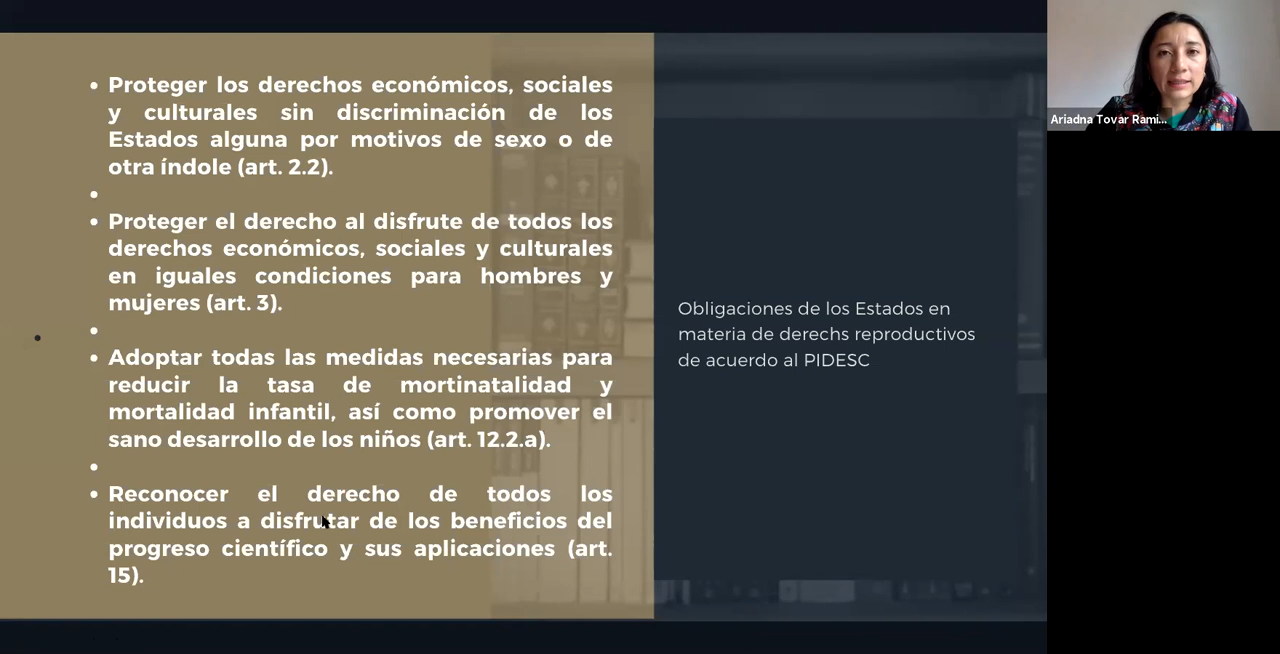 Proteger los derechos económicos, sociales
y culturales sin discriminación de los
Estados alguna por motivos de sexo o de
otra índole (art. 2.2).
Proteger el derecho al disfrute de todos los
derechos económicos, sociales y culturales
en iguales condiciones para hombres y
mujeres (art. 3).
Adoptar todas las medidas necesarias para
reducir la tasa de mortinatalidad y
mortalidad infantil, así como promover el
sano desarrollo de los niños (art. 12.2.a).
Reconocer el derecho de todos los
individuos a disfrutar de los beneficios del
progreso científico y sus aplicaciones (art.
15).
Obligaciones de los Estados en
materia de derechs reproductivos
de acuerdo al PIDESC
Ariadna Tovar Rami...